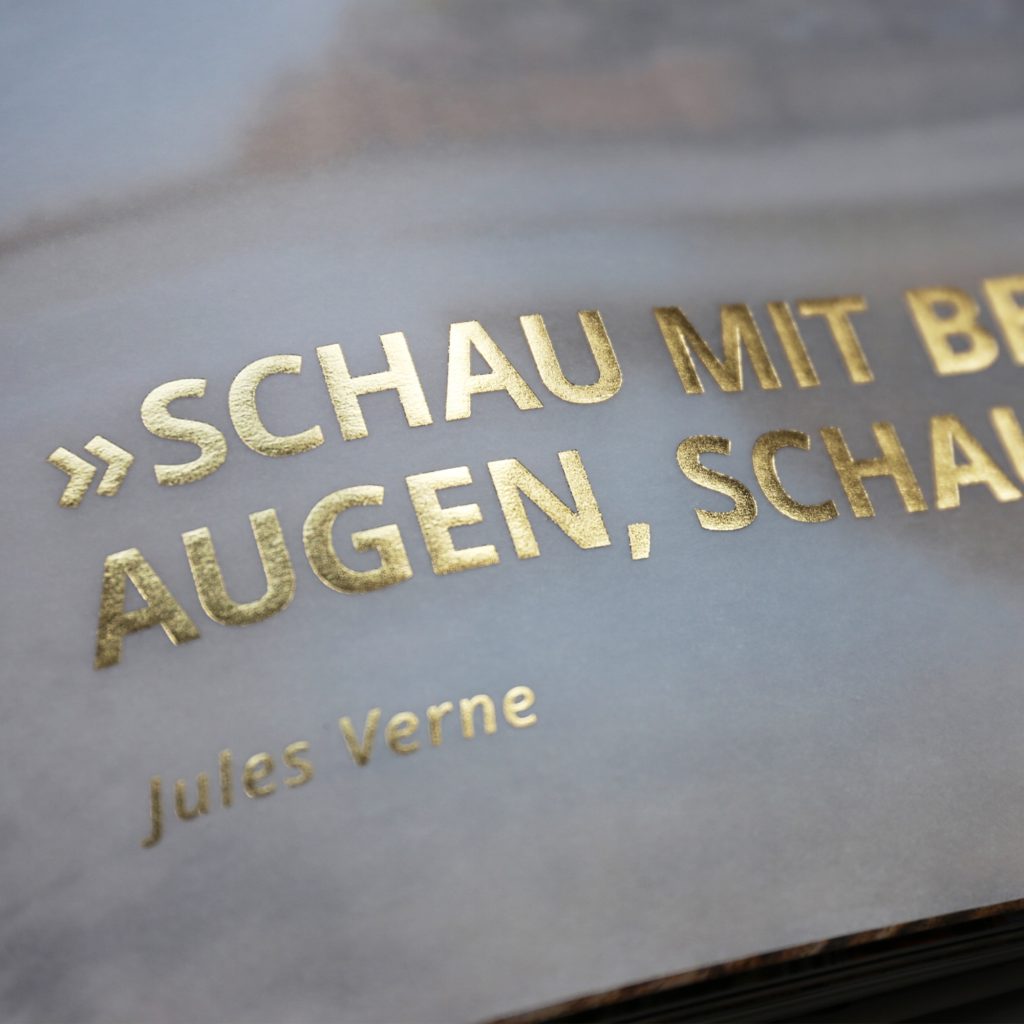 »SCHAU MIT
AUGEN,
Jules Verne